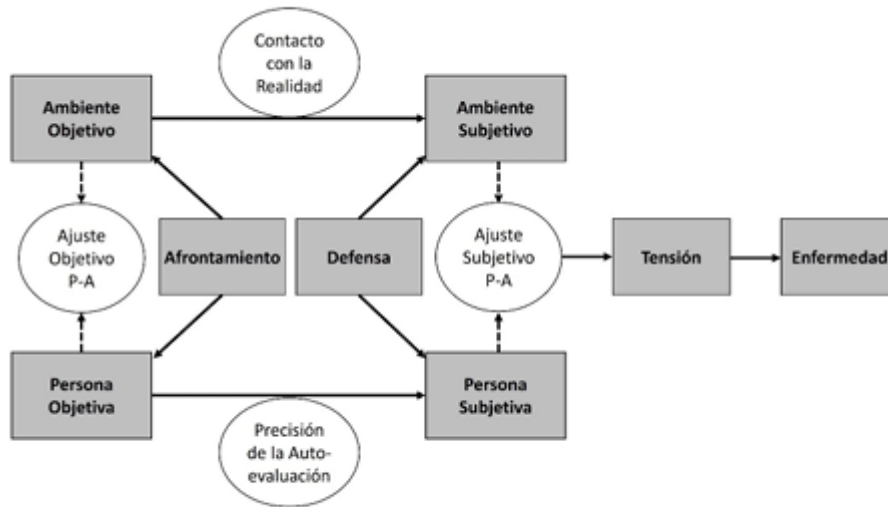 Contacto
con la
Realidad
Ambiente
Objetivo
Ambiente
Subjetivo
Ajuste
Objetivo
P-A
Afrontamiento
Defensa
Ajuste
Subjetivo
P-A
Tensión
Enfermedad
Persona
Objetiva
Persona
Subjetiva
Precisión
de la Auto-
evaluación